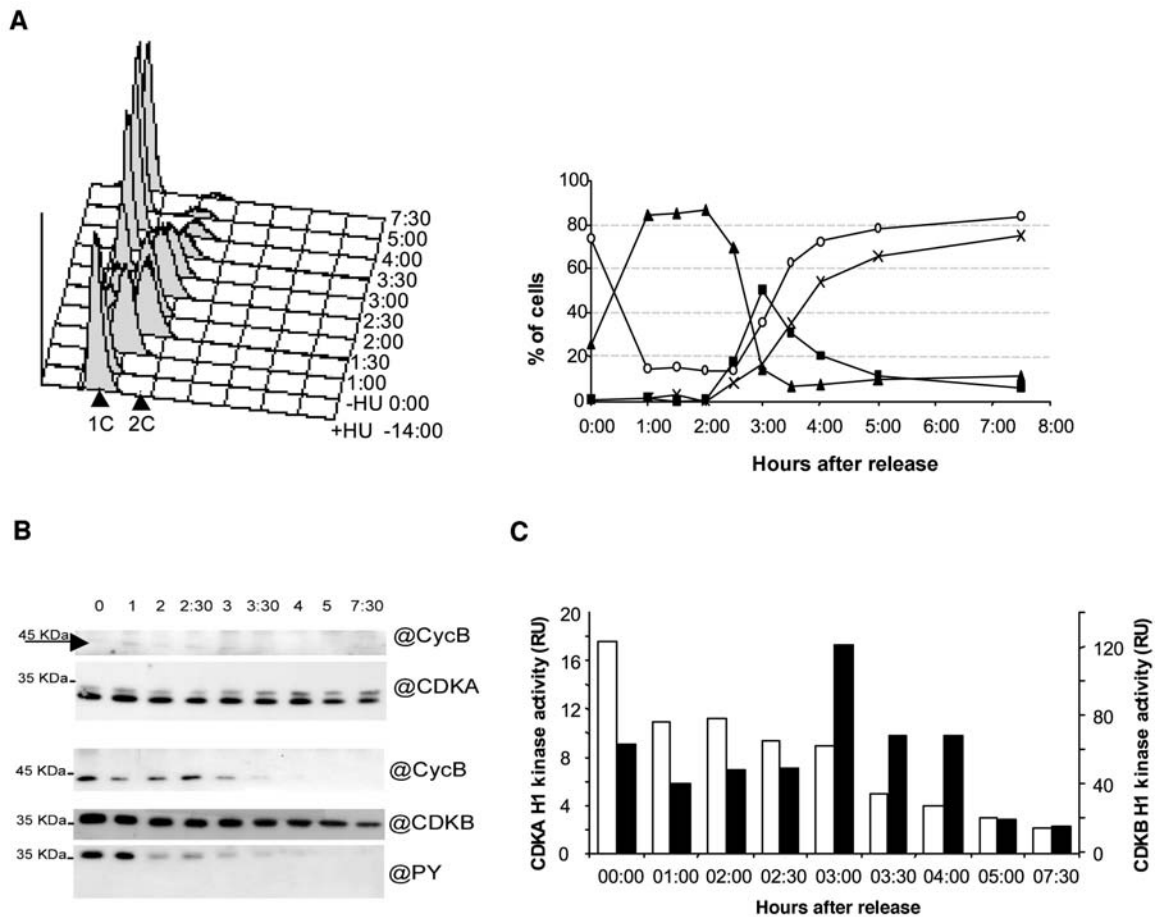 A
7:30
5:00
4:00
3:30
3:00
2:30
2:00
1:30
1:00
-HU 0:00
+HU -14:00
1C 2C
% of cells
100
80
60
40
20
0
0:00 1:00 2:00 3:00 4:00 5:00 6:00 7:00 8:00
Hours after release
B
0 1 2 2:30 3 3:30 4 5 7:30
45 KDa @CycB
35 KDa @CDKA
45 KDa @CycB
35 KDa @CDKB
35 KDa @PY
C
CDKA H1 kinase activity (RU)
20
16
12
8
4
0
CDKB H1 kinase activity (RU)
120
80
40
0
00:00 01:00 02:00 02:30 03:00 03:30 04:00 05:00 07:30
Hours after release